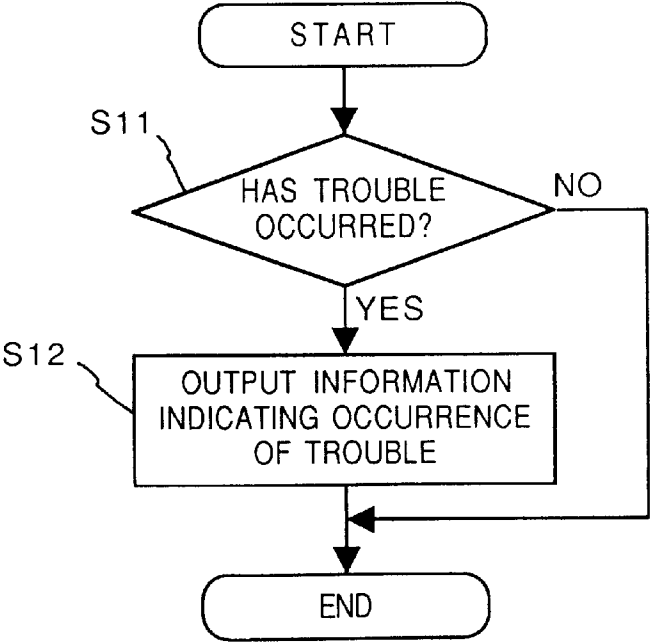 START
S11
HAS TROUBLE
OCCURRED?
NO
YES
S12
OUTPUT INFORMATION
INDICATING OCCURRENCE
OF TROUBLE
END